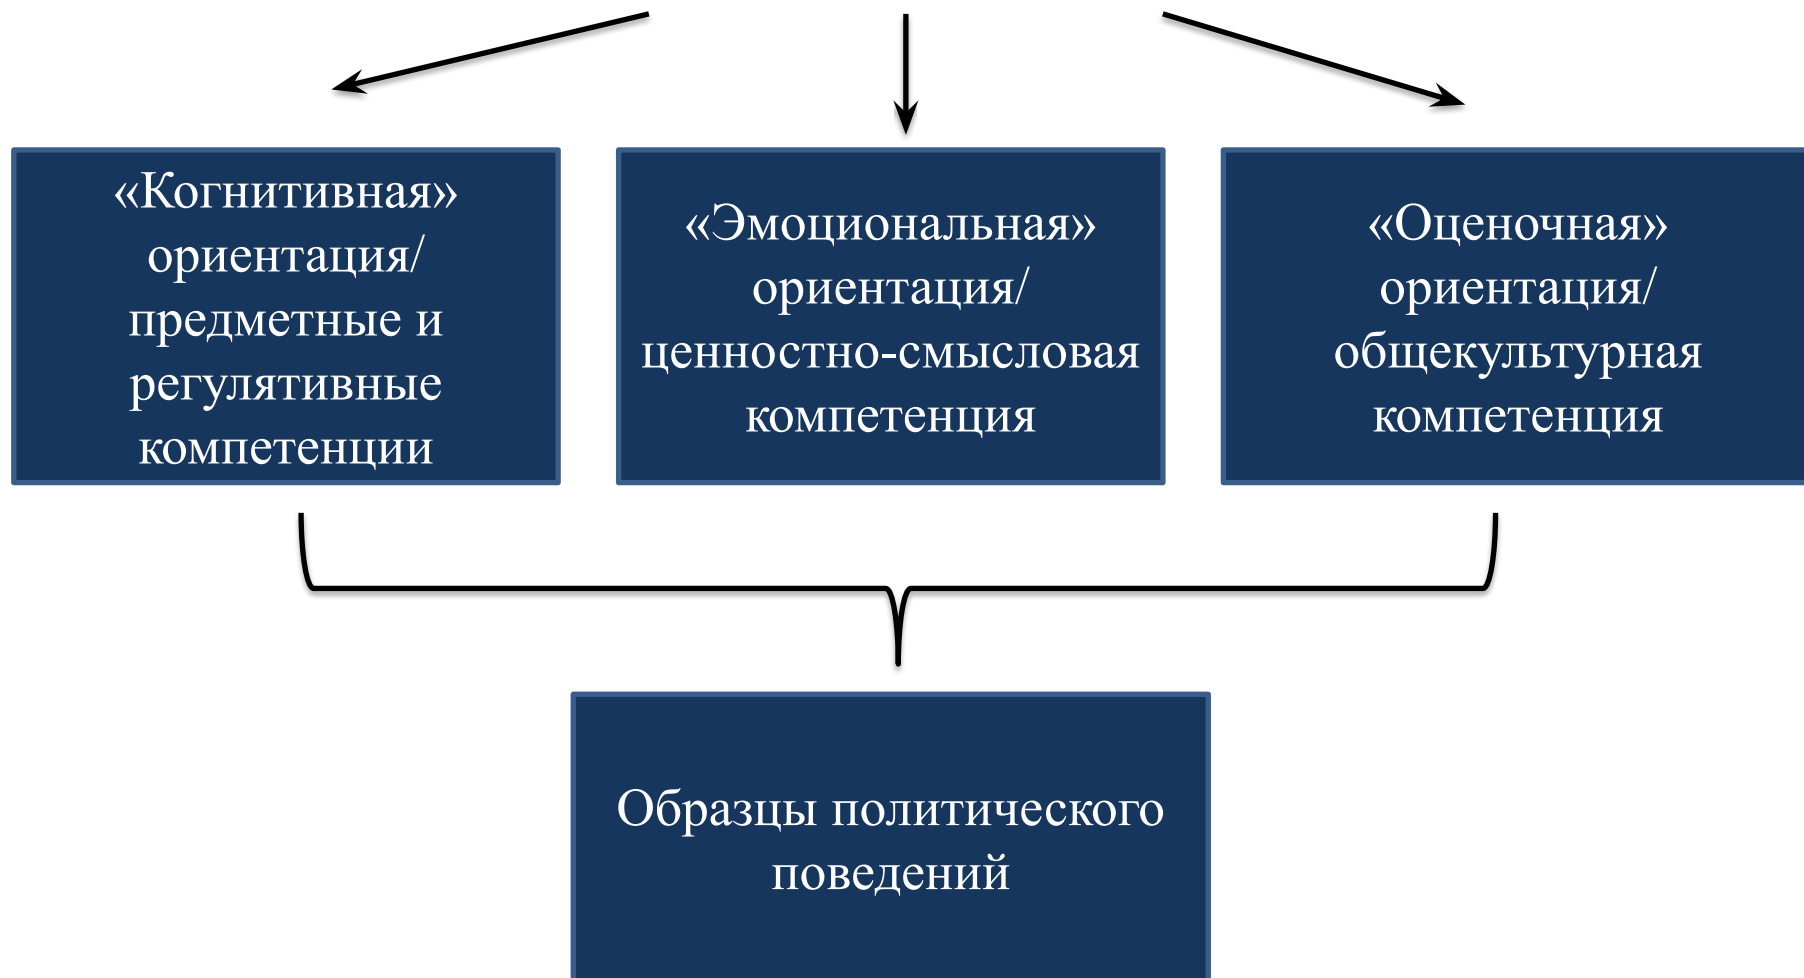 «Когнитивная»
ориентация/
предметные и
регулятивные
компетенции
«Эмоциональная»
ориентация/
ценностно-смысловая
компетенция
«Оценочная»
ориентация/
общекультурная
компетенция
Образцы политического
поведений